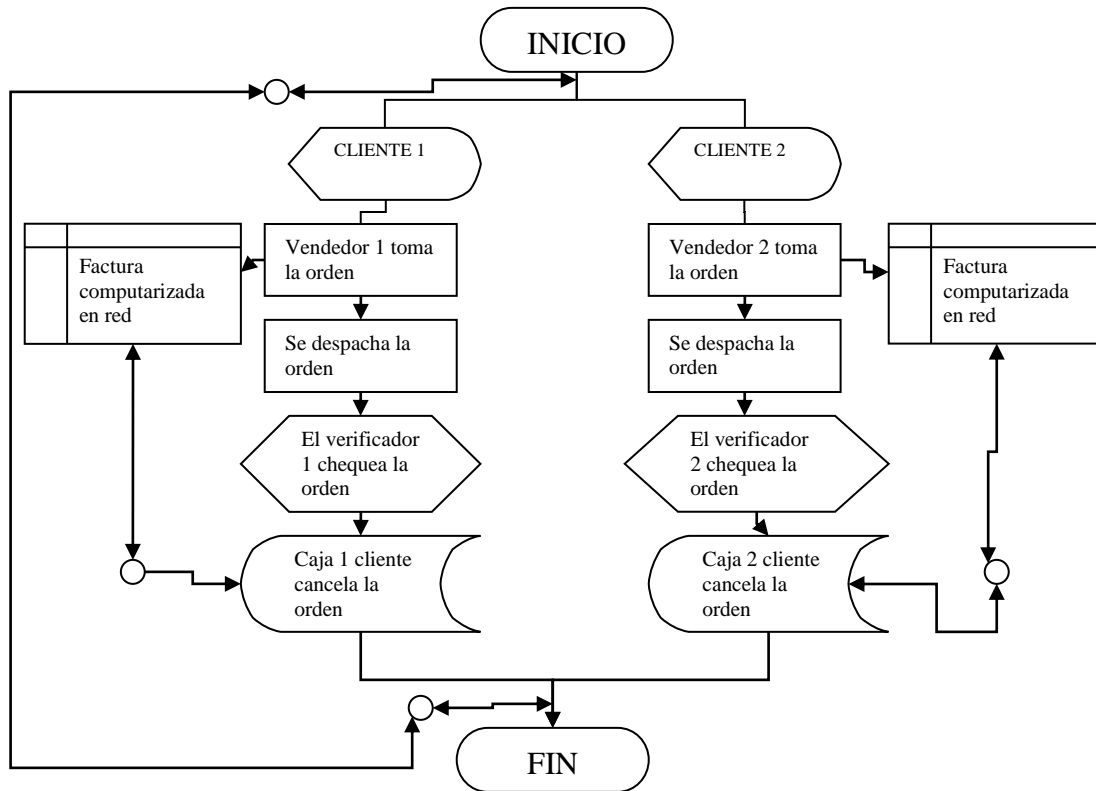 INICIO
CLIENTE 1
CLIENTE 2
Vendedor 1 toma
la orden
Vendedor 2 toma
la orden
Factura
computarizada
en red
Factura
computarizada
en red
Se despacha la
orden
Se despacha la
orden
El verificador
1 chequea la
orden
El verificador
2 chequea la
orden
Caja 1 cliente
cancela la
orden
Caja 2 cliente
cancela la
orden
FIN